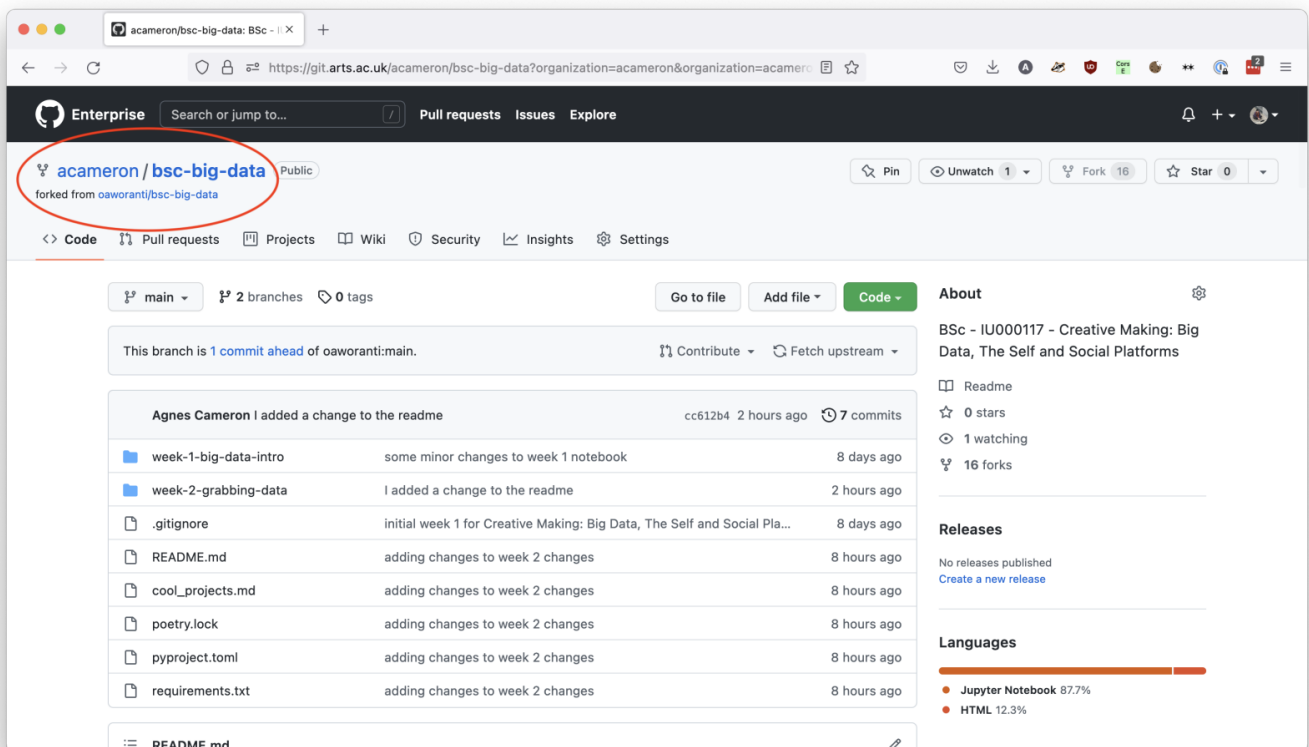 acameron/bsc-big-data: BSc - I
https://git.arts.ac.uk/acameron/bsc-big-data?organization=acameron&organization=acamero
Enterprise Search or jump to... / Pull requests Issues Explore
acameron / bsc-big-data Public
forked from oaworanti/bsc-big-data
Pin Unwatch 1 Fork 16 Star 0
Code Pull requests Projects Wiki Security Insights Settings
main 2 branches 0 tags Go to file Add file Code
This branch is 1 commit ahead of oaworanti:main. Contribute Fetch upstream
Agnes Cameron I added a change to the readme cc612b4 2 hours ago 7 commits
week-1-big-data-intro some minor changes to week 1 notebook 8 days ago
week-2-grabbing-data I added a change to the readme 2 hours ago
.gitignore initial week 1 for Creative Making: Big Data, The Self and Social Pla... 8 days ago
README.md adding changes to week 2 changes 8 hours ago
cool_projects.md adding changes to week 2 changes 8 hours ago
poetry.lock adding changes to week 2 changes 8 hours ago
pyproject.toml adding changes to week 2 changes 8 hours ago
requirements.txt adding changes to week 2 changes 8 hours ago
README.md
About
BSc - IU000117 - Creative Making: Big
Data, The Self and Social Platforms
Readme
0 stars
1 watching
16 forks
Releases
No releases published
Create a new release
Languages
Jupyter Notebook 87.7%
HTML 12.3%